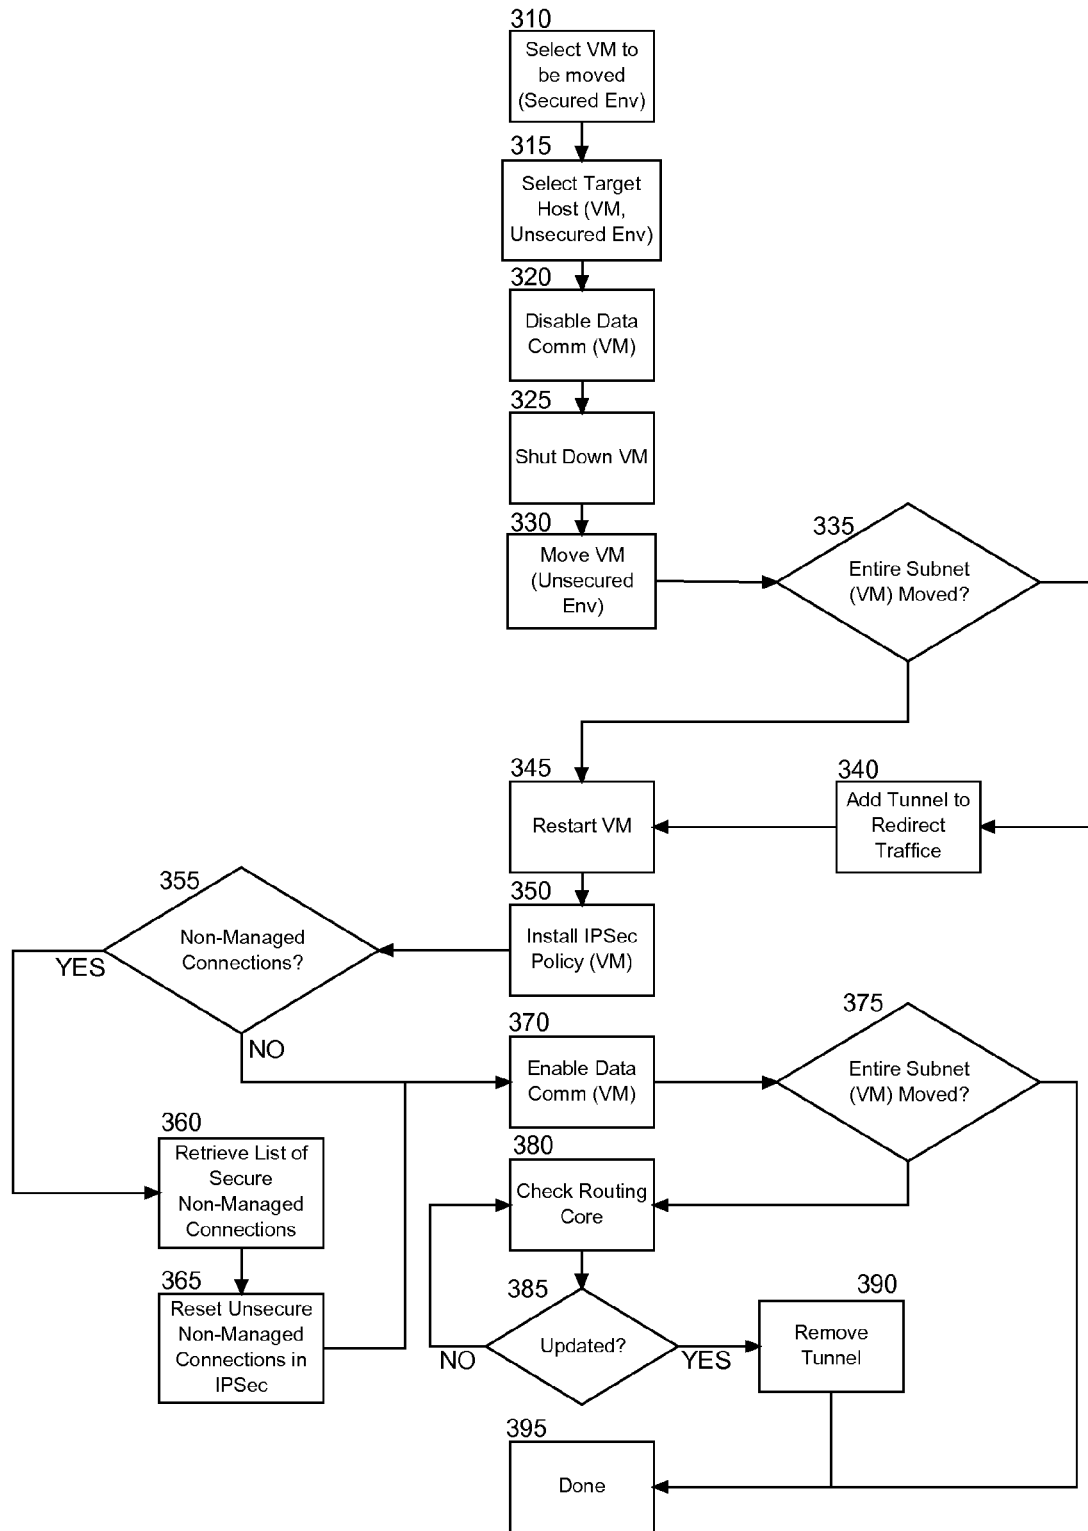 310
Select VM to
be moved
(Secured Env)
315
Select Target
Host (VM,
Unsecured Env)
320
Disable Data
Comm (VM)
325
Shut Down VM
330
Move VM
(Unsecured
Env)
335
Entire Subnet
(VM) Moved?
345
Restart VM
340
Add Tunnel to
Redirect
Traffice
355
Non-Managed
Connections?
YES
NO
350
Install IPSec
Policy (VM)
370
Enable Data
Comm (VM)
375
Entire Subnet
(VM) Moved?
360
Retrieve List of
Secure
Non-Managed
Connections
365
Reset Unsecure
Non-Managed
Connections in
IPSec
380
Check Routing
Core
385
Updated?
NO
YES
390
Remove
Tunnel
395
Done